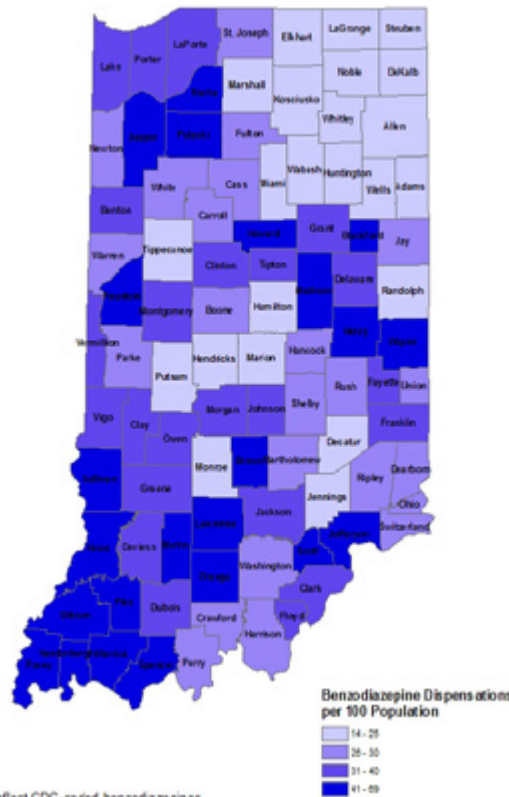 St. Joseph
Elkhart
LaGrange
Steuben
Lake
Porter
LaPorte
Noble
DeKalb
Marshall
Kosciusko
Whitley
Allen
Newton
Jasper
Pulaski
Fulton
Wabash
Huntington
Miami
Wells
Adams
White
Cass
Benton
Carroll
Howard
Grant
Blackford
Jay
Warren
Tippecanoe
Clinton
Tipton
Madison
Delaware
Randolph
Fountain
Montgomery
Boone
Hamilton
Henry
Wayne
Vermillion
Parke
Putnam
Hendricks
Marion
Hancock
Rush
Fayette
Union
Vigo
Clay
Owen
Morgan
Johnson
Shelby
Franklin
Decatur
Sullivan
Greene
Monroe
Brown
Bartholomew
Ripley
Dearborn
Ohio
Jennings
Switzerland
Knox
Daviess
Martin
Lawrence
Jackson
Scott
Jefferson
Orange
Washington
Clark
Gibson
Pike
Dubois
Crawford
Floyd
Harrison
Posey
Spencer
Perry
Benzodiazepine Dispensations
per 100 Population
14 - 25
26 - 30
31 - 40
41 - 69